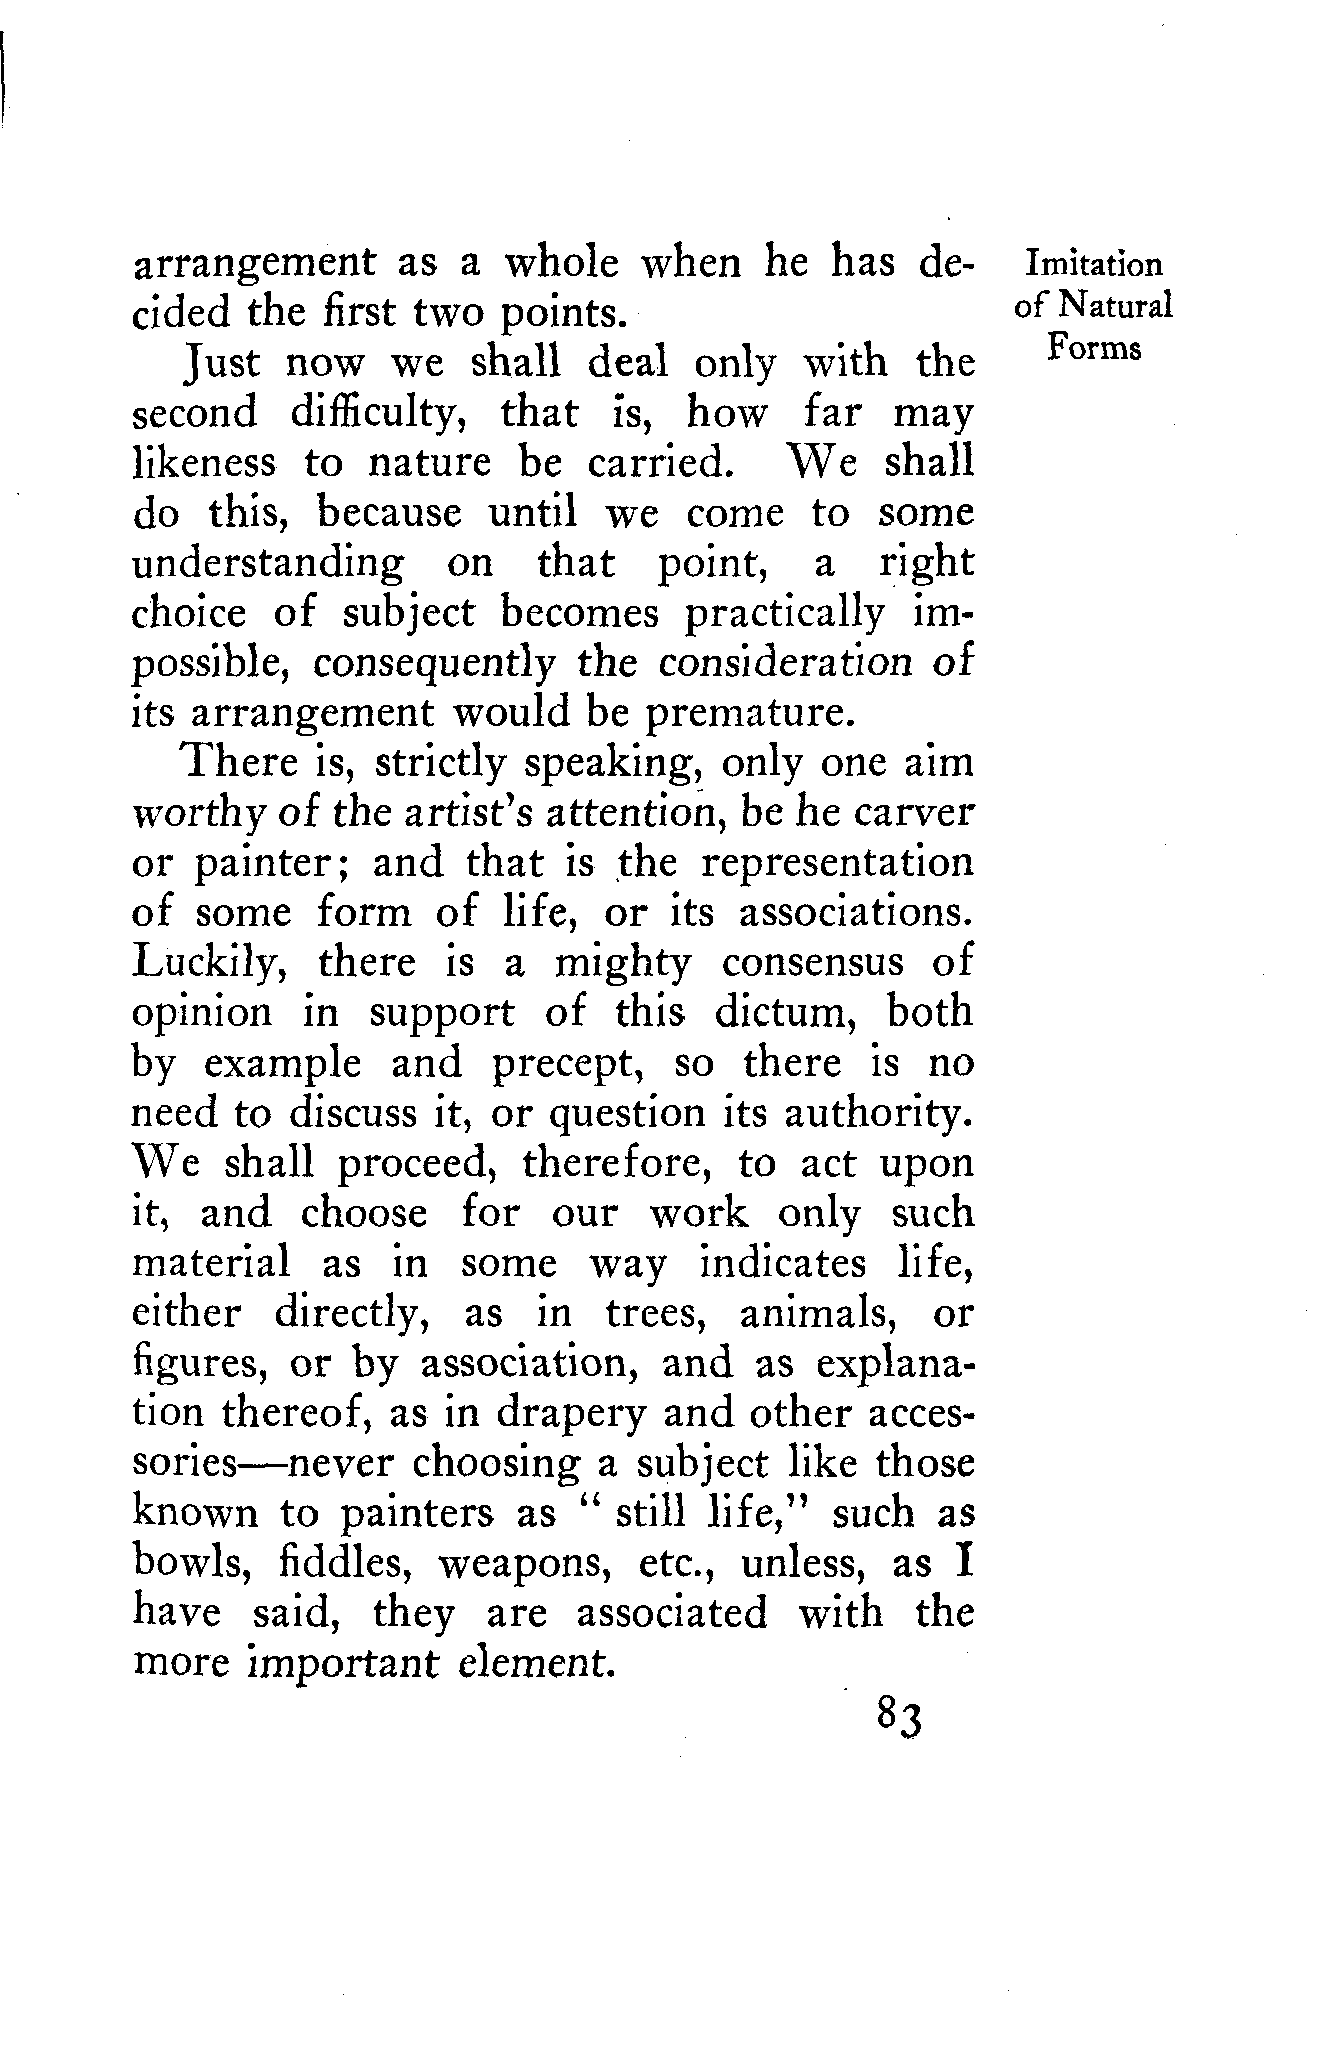 arrangement as a whole when he has de-
cided the first two points.
Just now we shall deal only with the
second difficulty, that is, how far may
likeness to nature be carried. We shall
do this, because until we come to some
understanding on that point, a right
choice of subject becomes practically im-
possible, consequently the consideration of
its arrangement would be premature.
There is, strictly speaking, only one aim
worthy of the artist's attention, be he carver
or painter; and that is the representation
of some form of life, or its associations.
Luckily, there is a mighty consensus of
opinion in support of this dictum, both
by example and precept, so there is no
need to discuss it, or question its authority.
We shall proceed, therefore, to act upon
it, and choose for our work only such
material as in some way indicates life,
either directly, as in trees, animals, or
figures, or by association, and as explana-
tion thereof, as in drapery and other acces-
sories—never choosing a subject like those
known to painters as "still life," such as
bowls, fiddles, weapons, etc., unless, as I
have said, they are associated with the
more important element.
Imitation
of Natural
Forms
83